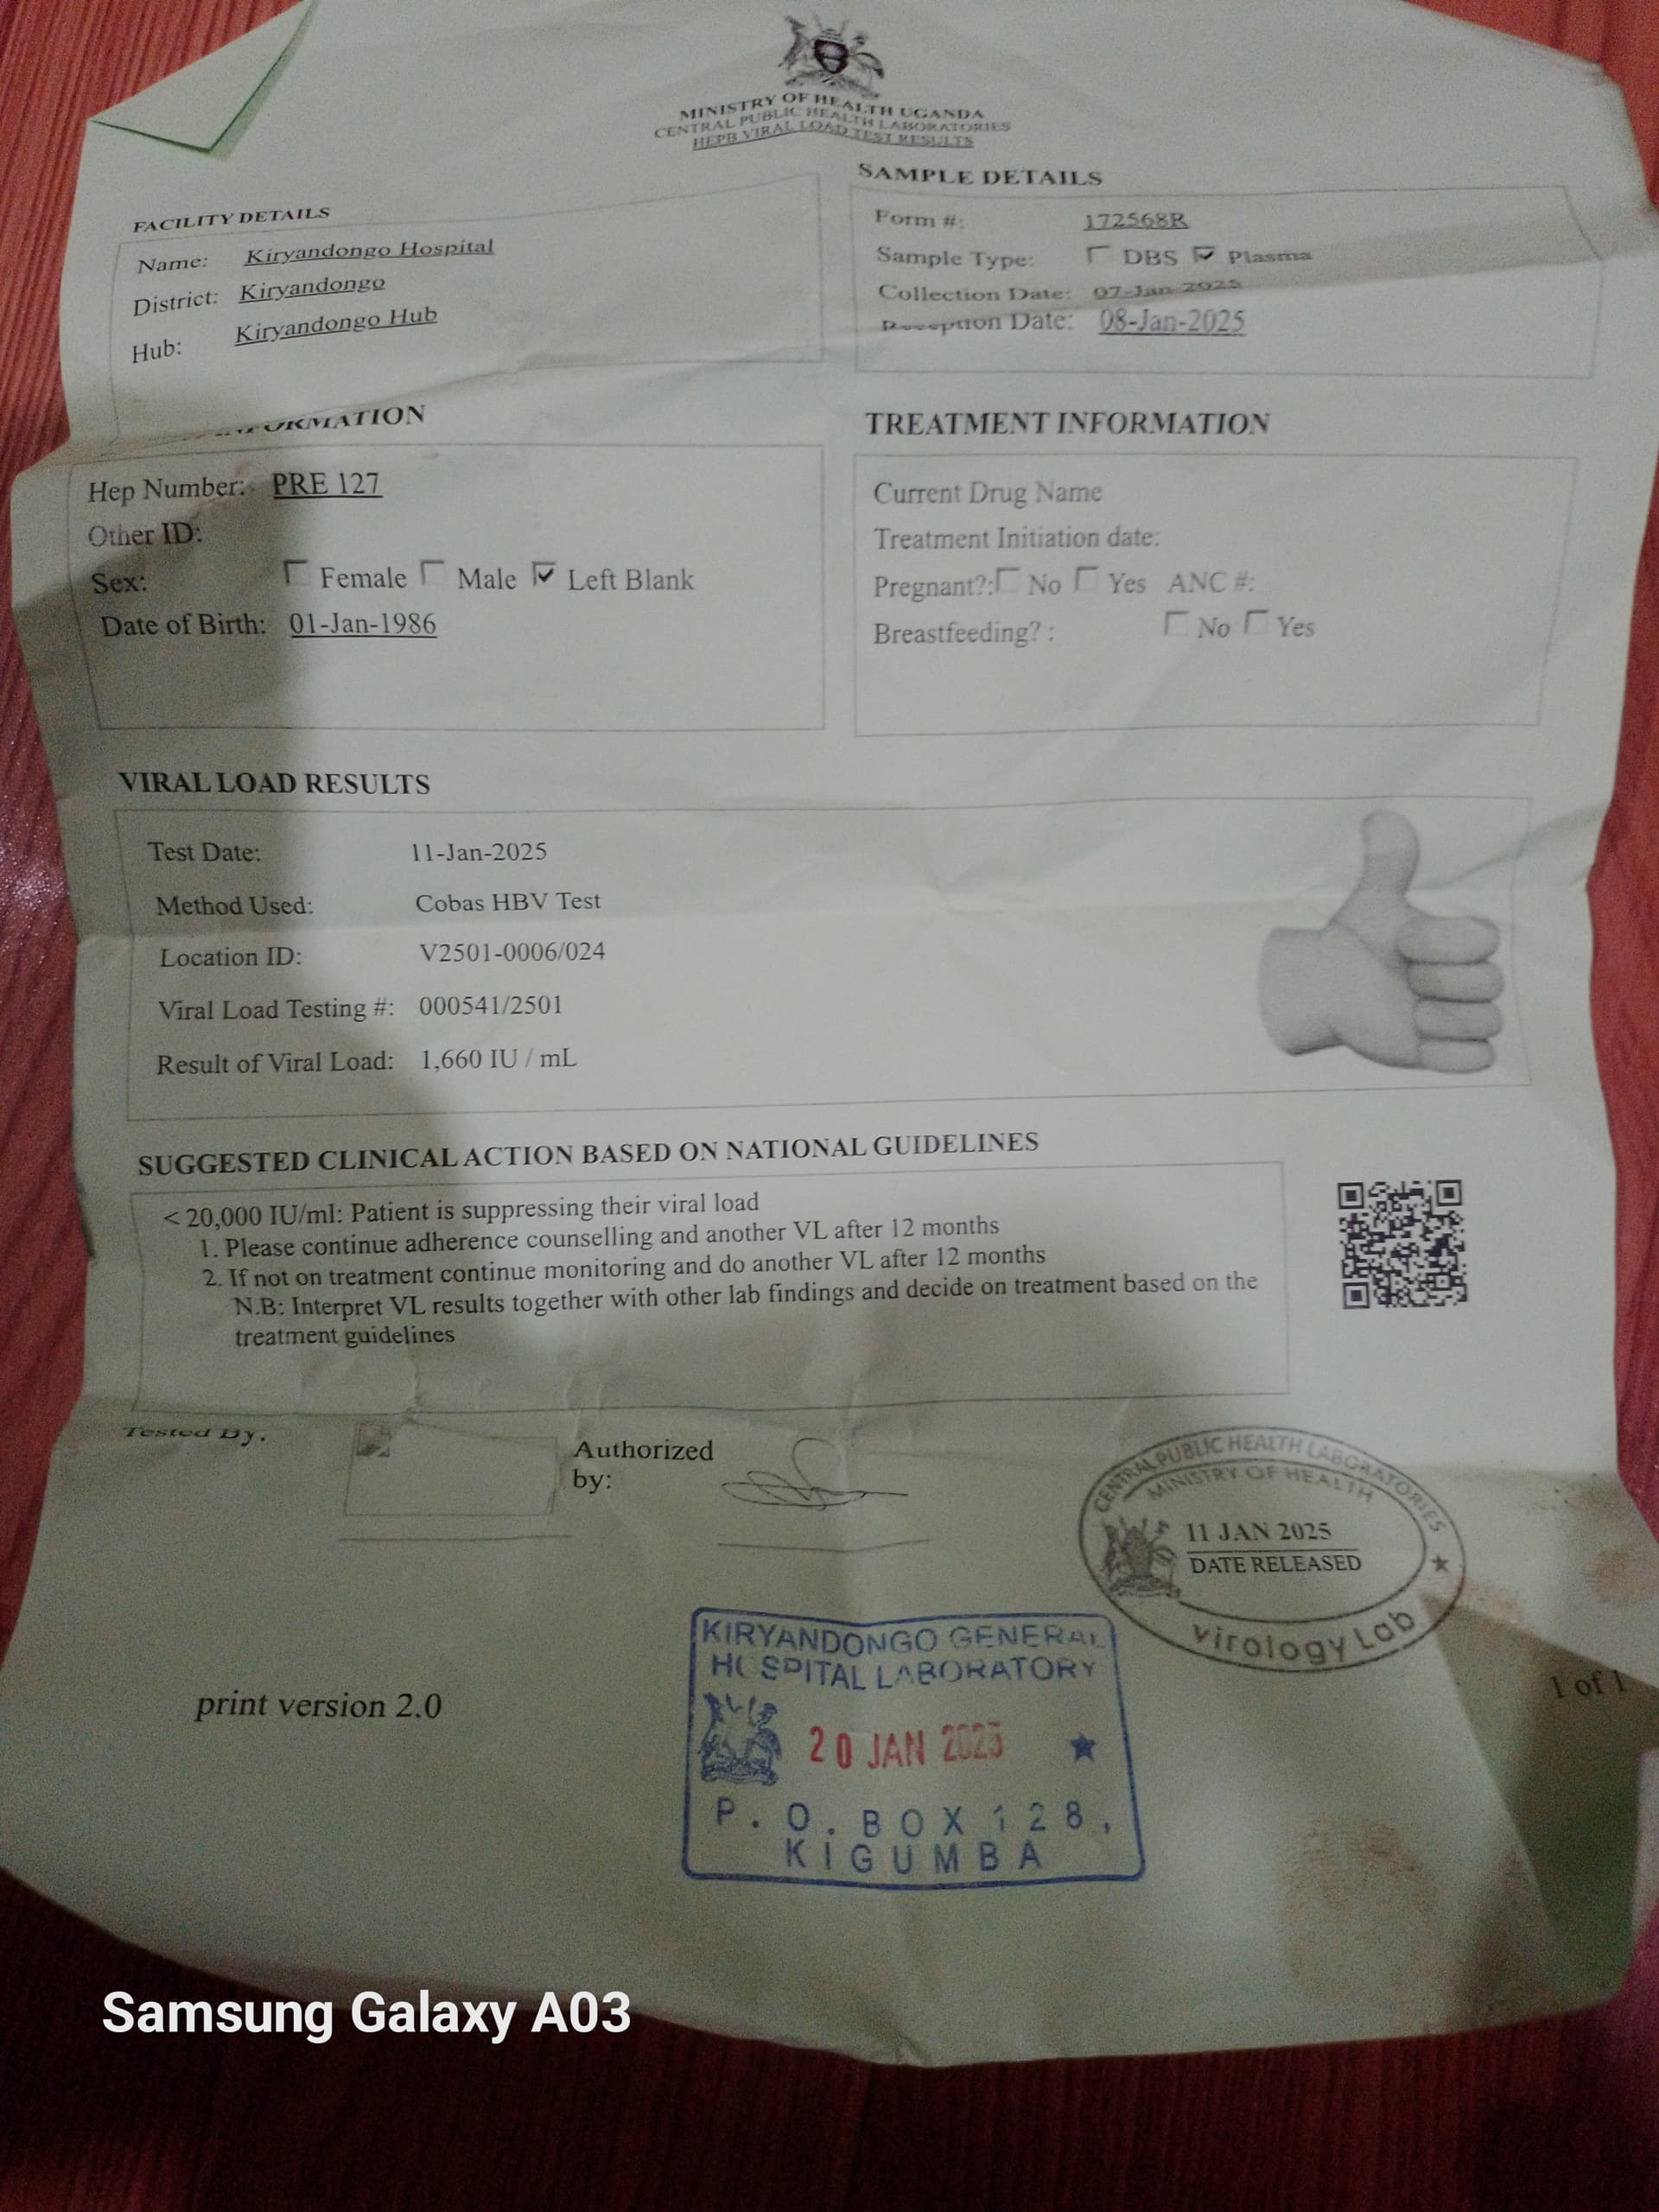 MINISTRY OF HEALTH UGANDA
CENTRAL PUBLIC HEALTH LABORATORIES
HEPB VIRAL LOAD TEST RESULTS
FACILITY DETAILS
Name: Kiryandongo Hospital
District: Kiryandongo
Hub: Kiryandongo Hub
SAMPLE DETAILS
Form #: 172568R
Sample Type: DBS Plasma
Collection Date: 07-Jan-2025
Date: 08-Jan-2025
Hep Number: PRE 127
Other ID:
Sex: Female Male Left Blank
Date of Birth: 01-Jan-1986
TREATMENT INFORMATION
Current Drug Name
Treatment Initiation date:
Pregnant?: No Yes ANC #:
Breastfeeding? : No Yes
VIRAL LOAD RESULTS
Test Date: 11-Jan-2025
Method Used: Cobas HBV Test
Location ID: V2501-0006/024
Viral Load Testing #: 000541/2501
Result of Viral Load: 1,660 IU / mL
SUGGESTED CLINICAL ACTION BASED ON NATIONAL GUIDELINES
< 20,000 IU/ml: Patient is suppressing their viral load
1. Please continue adherence counselling and another VL after 12 months
2. If not on treatment continue monitoring and do another VL after 12 months
N.B: Interpret VL results together with other lab findings and decide on treatment based on the
treatment guidelines
Tested By:
Authorized
by:
CENTRAL PUBLIC HEALTH LABORATORIES
MINISTRY OF HEALTH
11 JAN 2025
DATE RELEASED
Virology Lab
KIRYANDONGO GENERAL
HOSPITAL LABORATORY
20 JAN 2025
P. O. BOX 128,
KIGUMBA
print version 2.0
1 of 1
Samsung Galaxy A03